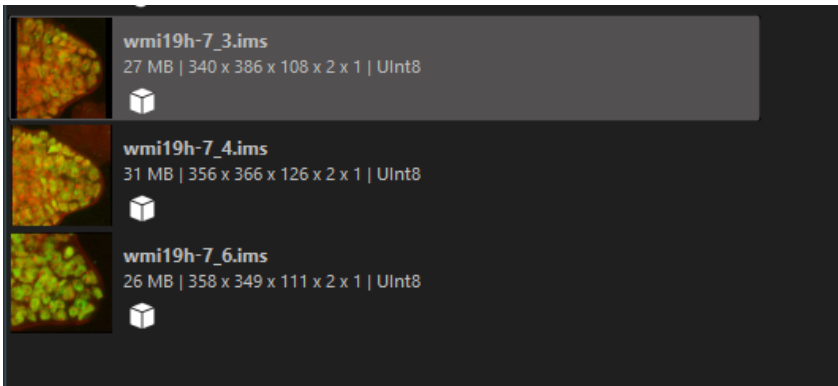 wmi19h-7_3.ims
27 MB | 340 x 386 x 108 x 2 x 1 | UInt8
wmi19h-7_4.ims
31 MB | 356 x 366 x 126 x 2 x 1 | UInt8
wmi19h-7_6.ims
26 MB | 358 x 349 x 111 x 2 x 1 | UInt8